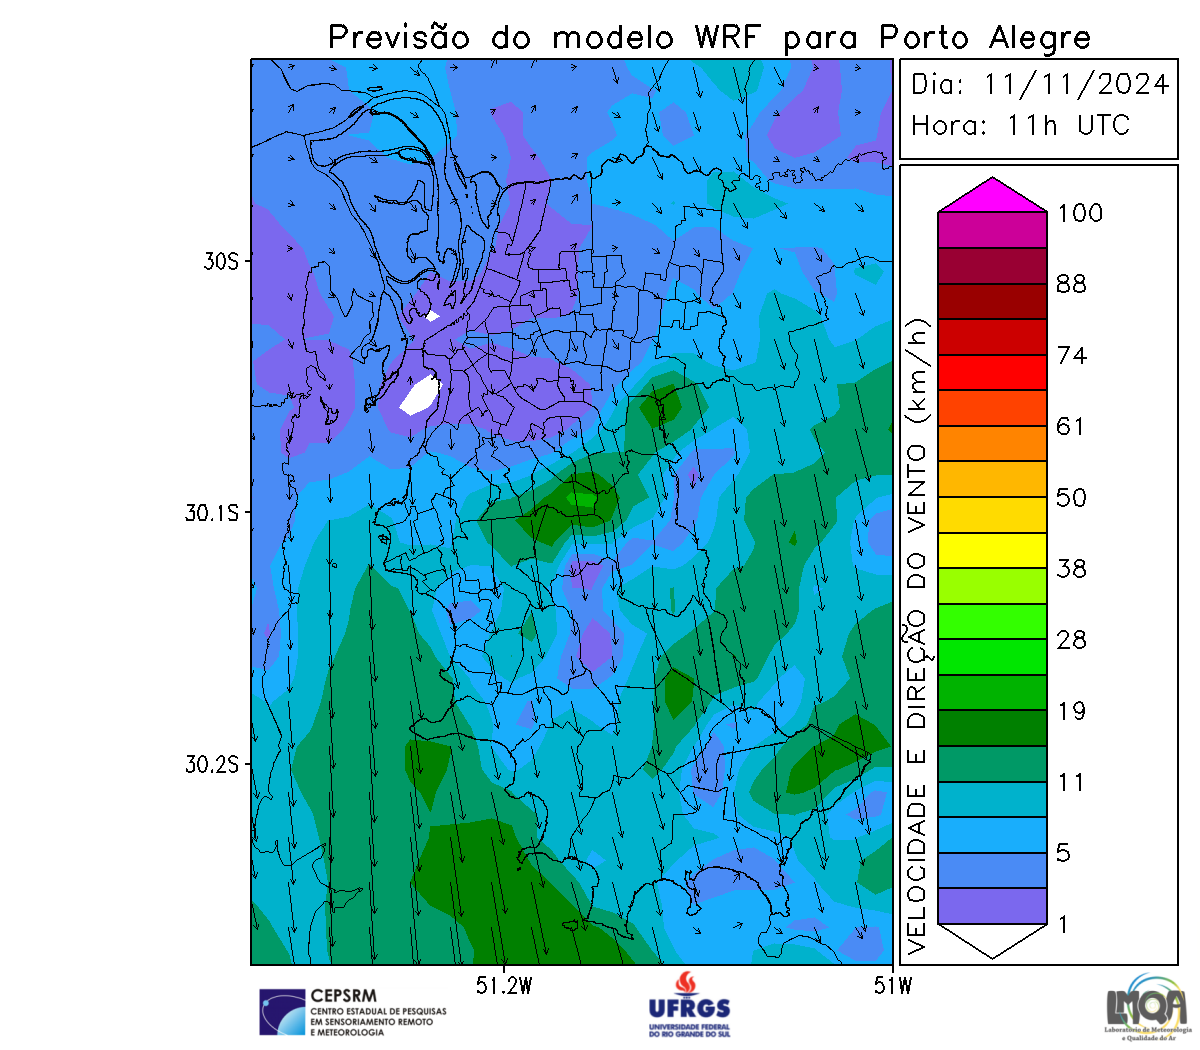 Previsão do modelo WRF para Porto Alegre
Dia: 11/11/2024
Hora: 11h UTC
30S
30.1S
30.2S
51.2W
51W
VELOCIDADE E DIREÇÃO DO VENTO (km/h)
100
88
74
61
50
38
28
19
11
5
1
CEPSRM
CENTRO ESTADUAL DE PESQUISAS
EM SENSORIAMENTO REMOTO
E METEOROLOGIA
UFRGS
UNIVERSIDADE FEDERAL
DO RIO GRANDE DO SUL
LMQA
Laboratório de Meteorologia
e Qualidade do Ar